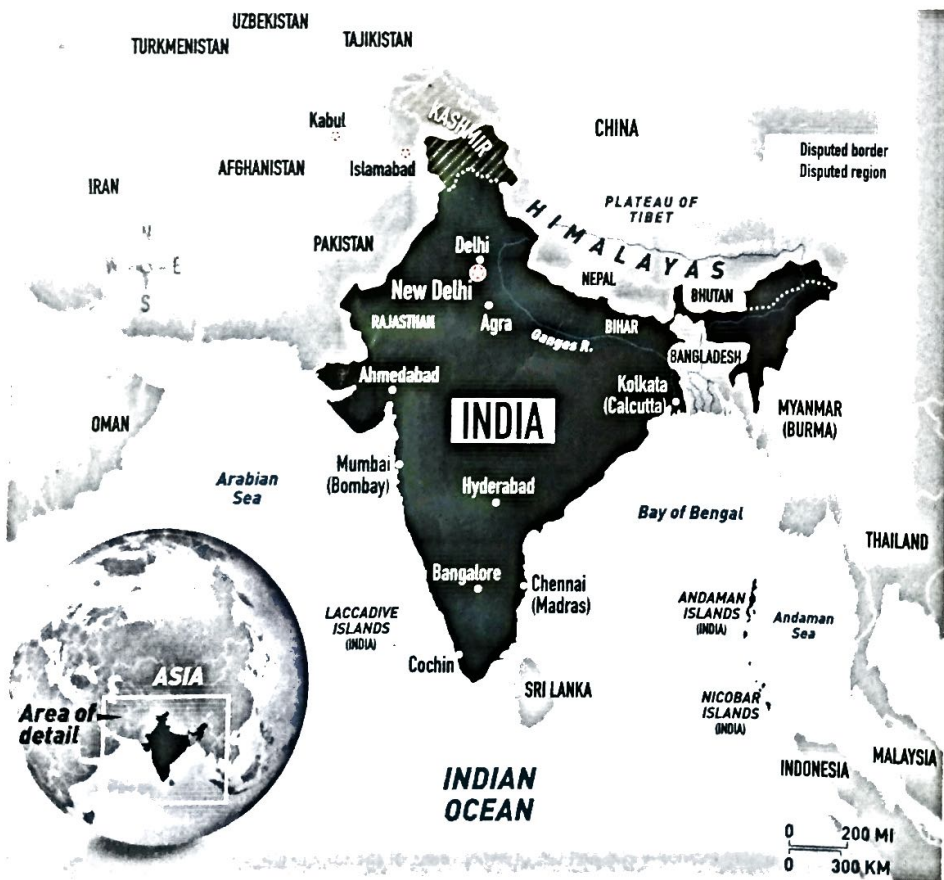 UZBEKISTAN
TURKMENISTAN
TAJIKISTAN
Kabul
KASHMIR
CHINA
Disputed border
Disputed region
AFGHANISTAN
Islamabad
IRAN
PLATEAU OF
TIBET
HIMALAYAS
N
W E
S
PAKISTAN
Delhi
New Delhi
NEPAL
BHUTAN
RAJASTHAN
Agra
BIHAR
Ganges R.
BANGLADESH
Ahmedabad
Kolkata
(Calcutta)
INDIA
OMAN
MYANMAR
(BURMA)
Mumbai
(Bombay)
Arabian
Sea
Hyderabad
Bay of Bengal
THAILAND
Bangalore
Chennai
(Madras)
LACCADIVE
ISLANDS
(INDIA)
ANDAMAN
ISLANDS
(INDIA)
Andaman
Sea
Cochin
SRI LANKA
ASIA
Area of
detail
NICOBAR
ISLANDS
(INDIA)
INDIAN
OCEAN
INDONESIA
MALAYSIA
0 200 MI
0 300 KM